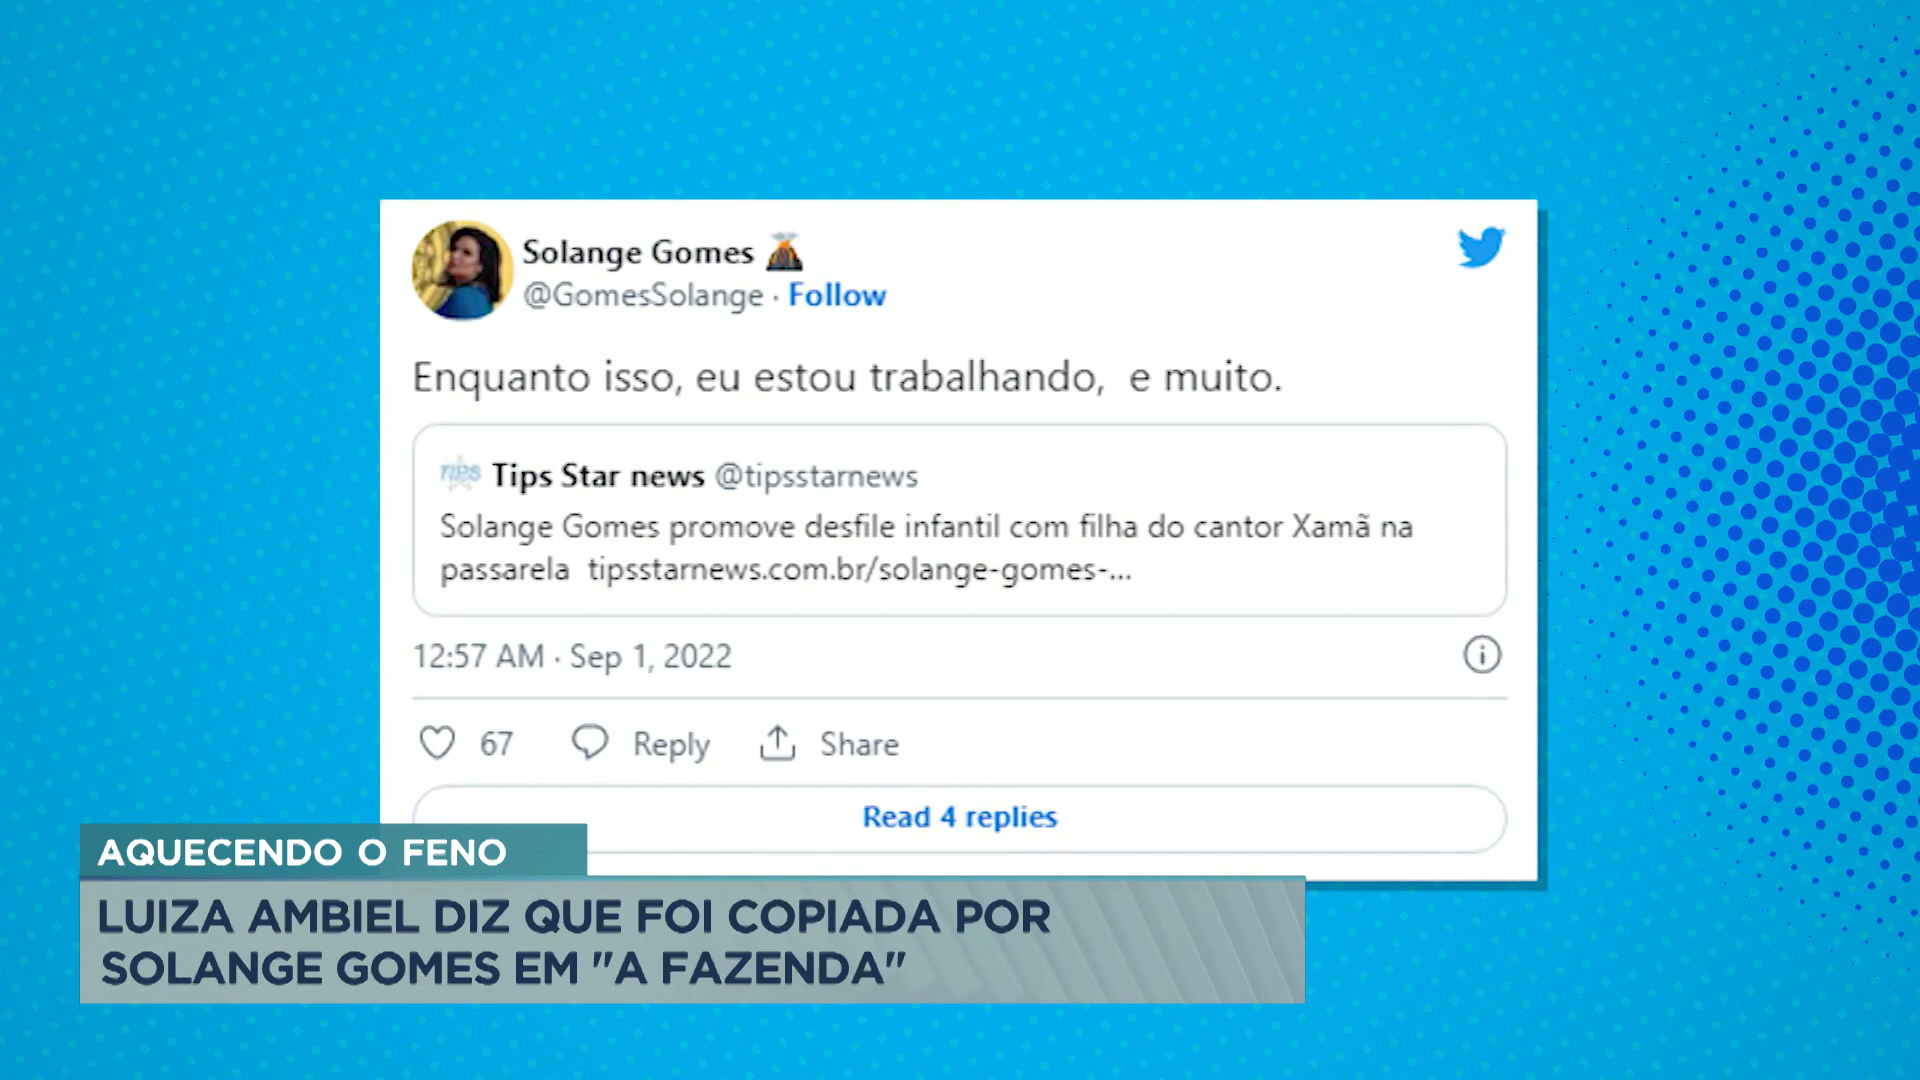 Solange Gomes 🌋
@GomesSolange · Follow
Enquanto isso, eu estou trabalhando, e muito.
TIPS Tips Star news @tipsstarnews
Solange Gomes promove desfile infantil com filha do cantor Xamã na
passarela tipsstarnews.com.br/solange-gomes-...
12:57 AM · Sep 1, 2022
67 Reply Share
Read 4 replies
AQUECENDO O FENO
LUIZA AMBIEL DIZ QUE FOI COPIADA POR
SOLANGE GOMES EM "A FAZENDA"